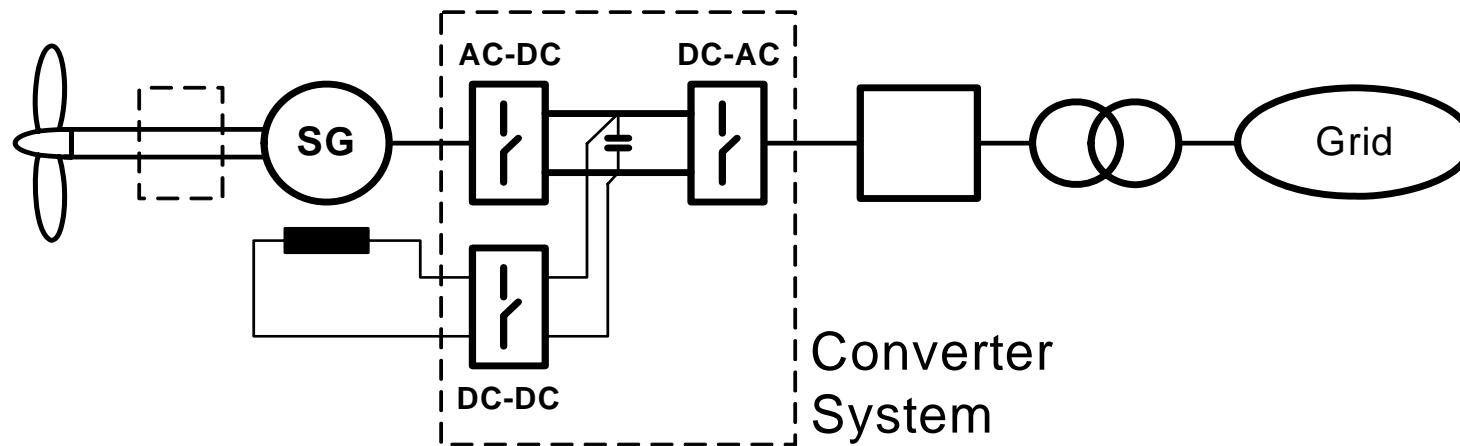 AC-DC
DC-AC
SG
Grid
DC-DC
Converter
System